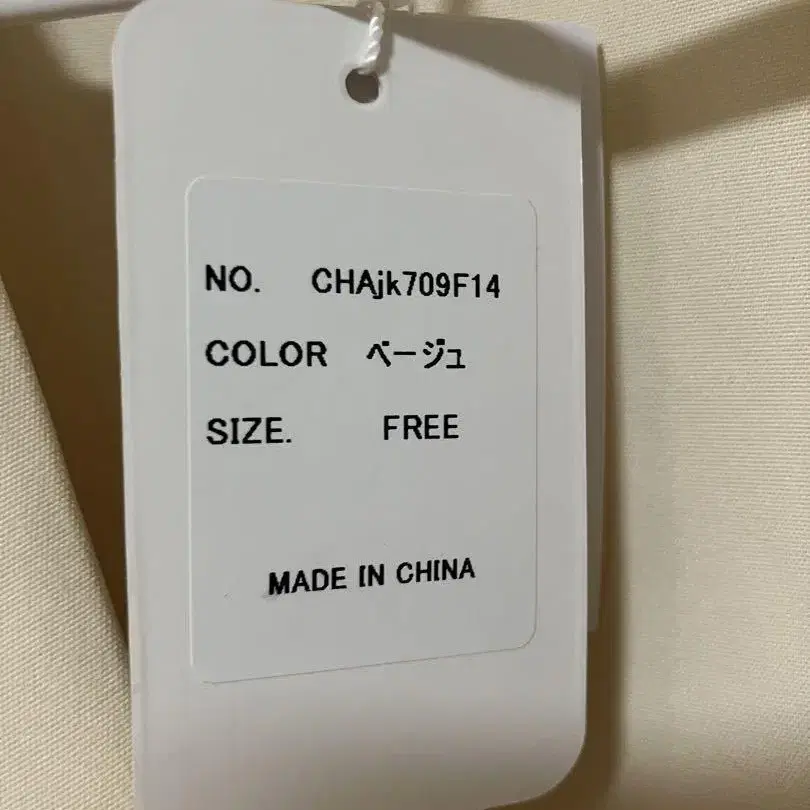 NO. CHAjk709F14
COLOR ベージュ
SIZE. FREE
MADE IN CHINA